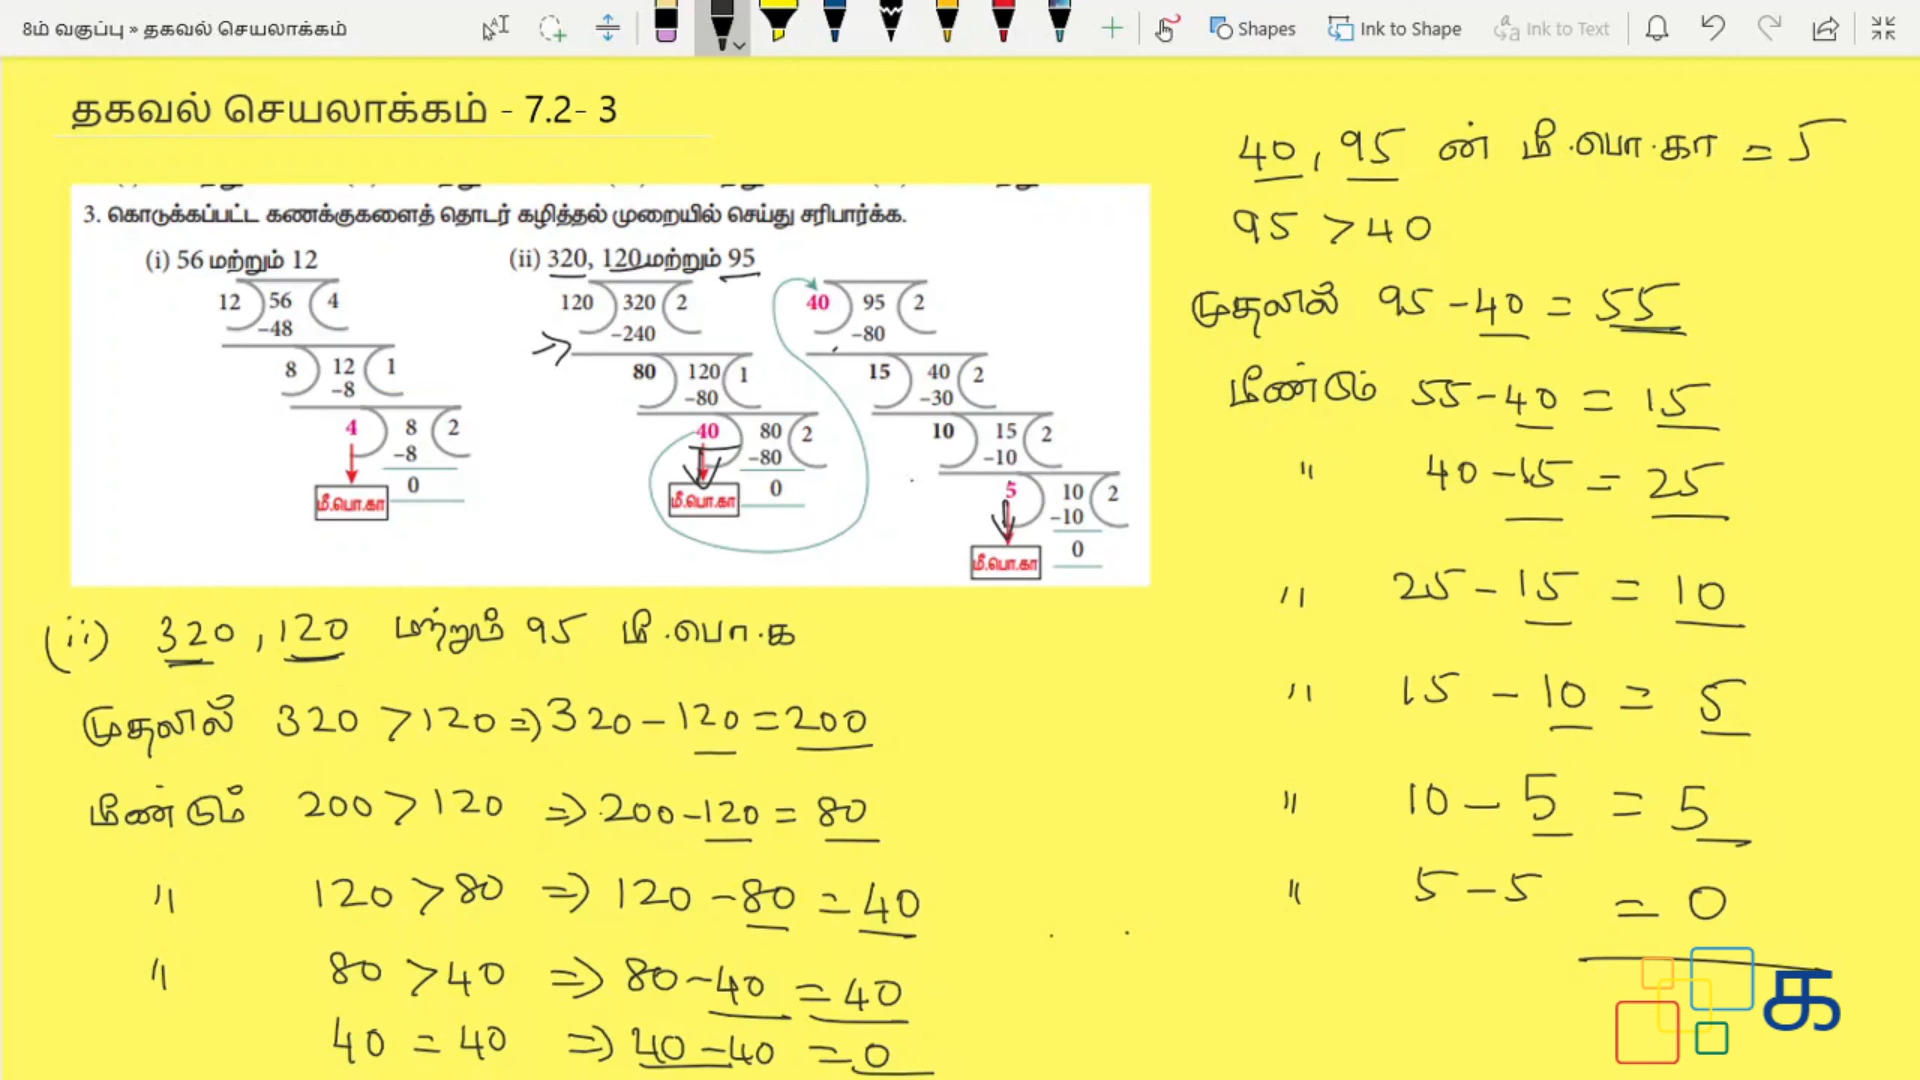 8ம் வகுப்பு » தகவல் செயலாக்கம்
Shapes
Ink to Shape
Ink to Text
தகவல் செயலாக்கம் - 7.2- 3
3. கொடுக்கப்பட்ட கணக்குகளைத் தொடர் கழித்தல் முறையில் செய்து சரிபார்க்க.
(i) 56 மற்றும் 12
12 56 4
-48
8 12 1
-8
4 8 2
-8
0
மீ.பொ.கா
(ii) 320, 120 மற்றும் 95
120 320 2
-240
80 120 1
-80
40 80 2
-80
0
மீ.பொ.கா
40 95 2
-80
15 40 2
-30
10 15 2
-10
5 10 2
-10
0
மீ.பொ.கா
(ii) 320, 120 மற்றும் 95 மீ.பொ.க
முதலில் 320 > 120 => 320 - 120 = 200
மீண்டும் 200 > 120 => 200 - 120 = 80
" 120 > 80 => 120 - 80 = 40
" 80 > 40 => 80 - 40 = 40
40 = 40 => 40 - 40 = 0
40, 95 ன் மீ.பொ.கா = 5
95 > 40
முதலில் 95 - 40 = 55
மீண்டும் 55 - 40 = 15
" 40 - 15 = 25
" 25 - 15 = 10
" 15 - 10 = 5
" 10 - 5 = 5
" 5 - 5 = 0
க